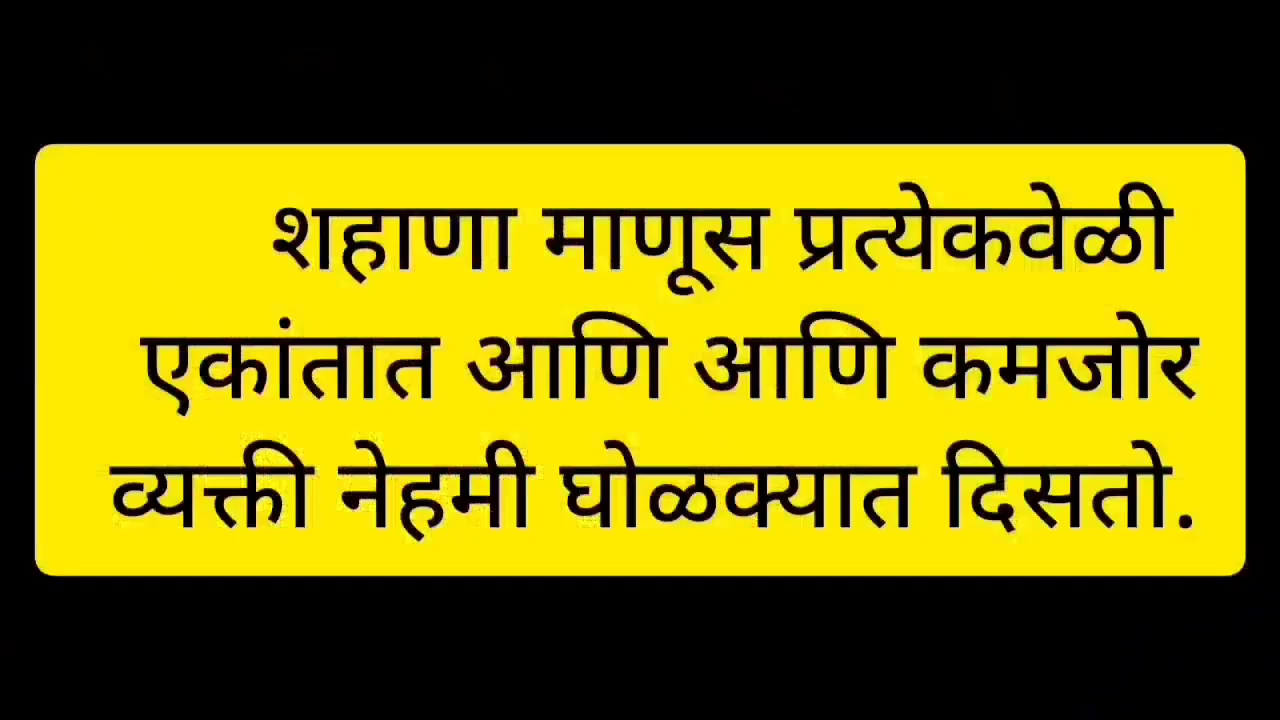 शहाणा माणूस प्रत्येकवेळी
एकांतात आणि आणि कमजोर
व्यक्ती नेहमी घोळक्यात दिसतो.